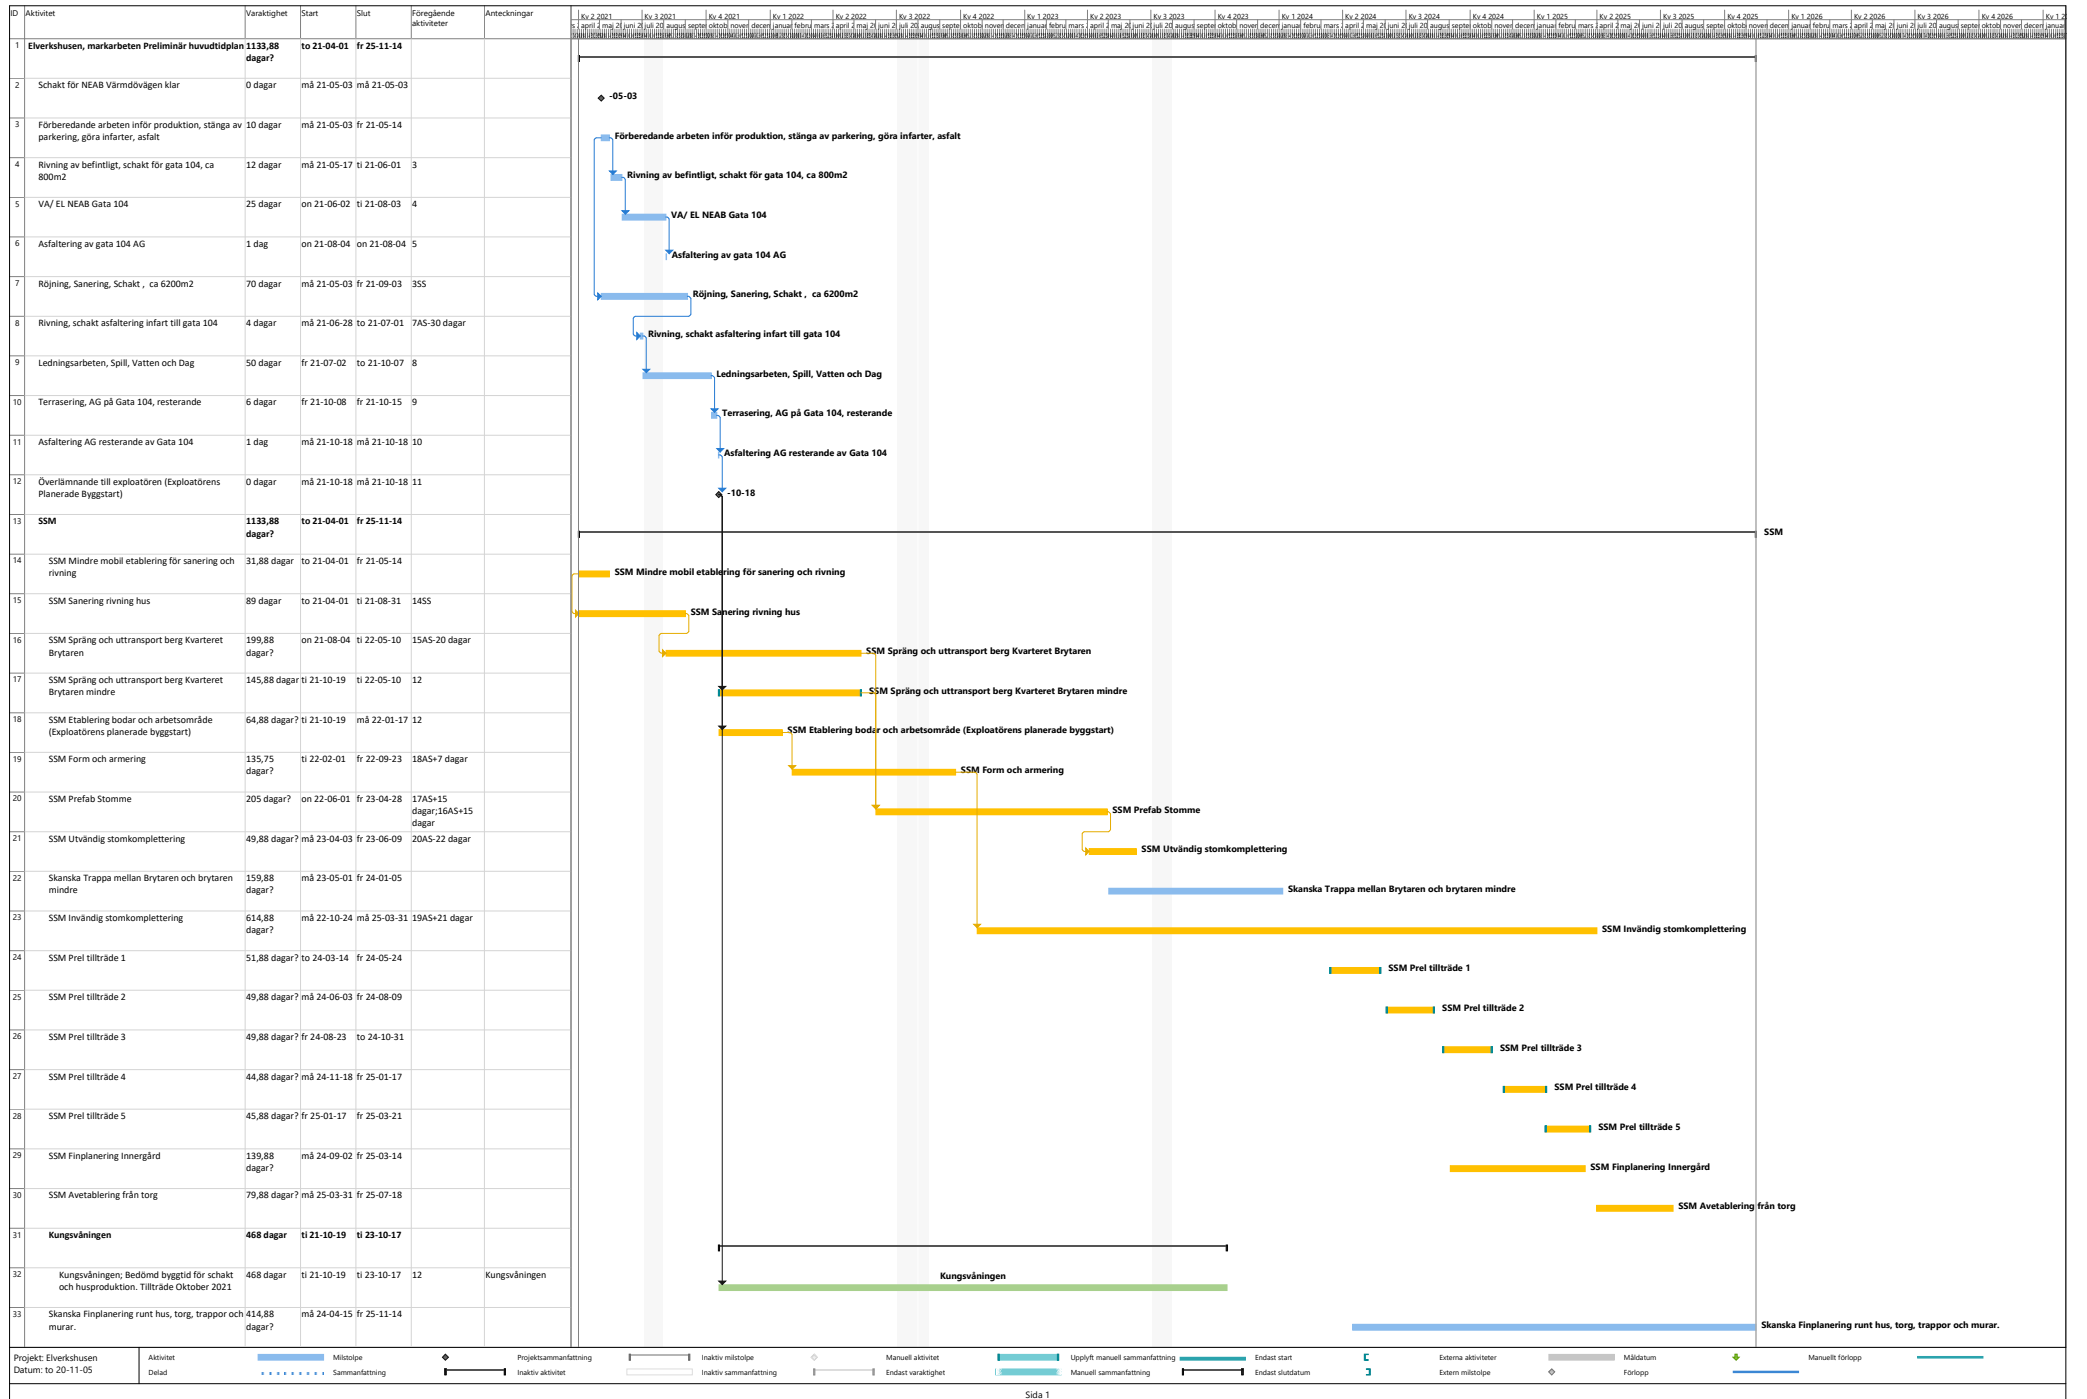 ID Aktivitet Varaktighet Start Slut Föregående aktiviteter Anteckningar
Kv 2 2021 Kv 3 2021 Kv 4 2021 Kv 1 2022 Kv 2 2022 Kv 3 2022 Kv 4 2022 Kv 1 2023 Kv 2 2023 Kv 3 2023 Kv 4 2023 Kv 1 2024 Kv 2 2024 Kv 3 2024 Kv 4 2024 Kv 1 2025 Kv 2 2025 Kv 3 2025 Kv 4 2025 Kv 1 2026 Kv 2 2026 Kv 3 2026 Kv 4 2026
1 Elverkshusen, markarbeten Preliminär huvudtidplan 1133,88 dagar? to 21-04-01 fr 25-11-14
2 Schakt för NEAB Värmdövägen klar 0 dagar må 21-05-03 må 21-05-03
-05-03
3 Förberedande arbeten inför produktion, stänga av parkering, göra infarter, asfalt 10 dagar må 21-05-03 fr 21-05-14
Förberedande arbeten inför produktion, stänga av parkering, göra infarter, asfalt
4 Rivning av befintligt, schakt för gata 104, ca 800m2 12 dagar må 21-05-17 ti 21-06-01 3
Rivning av befintligt, schakt för gata 104, ca 800m2
5 VA/ EL NEAB Gata 104 25 dagar on 21-06-02 ti 21-08-03 4
VA/ EL NEAB Gata 104
6 Asfaltering av gata 104 AG 1 dag on 21-08-04 on 21-08-04 5
Asfaltering av gata 104 AG
7 Röjning, Sanering, Schakt , ca 6200m2 70 dagar må 21-05-03 fr 21-09-03 3SS
Röjning, Sanering, Schakt , ca 6200m2
8 Rivning, schakt asfaltering infart till gata 104 4 dagar må 21-06-28 to 21-07-01 7AS-30 dagar
Rivning, schakt asfaltering infart till gata 104
9 Ledningsarbeten, Spill, Vatten och Dag 50 dagar fr 21-07-02 to 21-10-07 8
Ledningsarbeten, Spill, Vatten och Dag
10 Terrasering, AG på Gata 104, resterande 6 dagar fr 21-10-08 fr 21-10-15 9
Terrasering, AG på Gata 104, resterande
11 Asfaltering AG resterande av Gata 104 1 dag må 21-10-18 må 21-10-18 10
Asfaltering AG resterande av Gata 104
12 Överlämnande till exploatören (Exploatörens Planerade Byggstart) 0 dagar må 21-10-18 må 21-10-18 11
-10-18
13 SSM 1133,88 dagar? to 21-04-01 fr 25-11-14
SSM
14 SSM Mindre mobil etablering för sanering och rivning 31,88 dagar to 21-04-01 fr 21-05-14
SSM Mindre mobil etablering för sanering och rivning
15 SSM Sanering rivning hus 89 dagar to 21-04-01 ti 21-08-31 14SS
SSM Sanering rivning hus
16 SSM Spräng och uttransport berg Kvarteret Brytaren 199,88 dagar? on 21-08-04 ti 22-05-10 15AS-20 dagar
SSM Spräng och uttransport berg Kvarteret Brytaren
17 SSM Spräng och uttransport berg Kvarteret Brytaren mindre 145,88 dagar ti 21-10-19 ti 22-05-10 12
SSM Spräng och uttransport berg Kvarteret Brytaren mindre
18 SSM Etablering bodar och arbetsområde (Exploatörens planerade byggstart) 64,88 dagar? ti 21-10-19 må 22-01-17 12
SSM Etablering bodar och arbetsområde (Exploatörens planerade byggstart)
19 SSM Form och armering 135,75 dagar? ti 22-02-01 fr 22-09-23 18AS+7 dagar
SSM Form och armering
20 SSM Prefab Stomme 205 dagar? on 22-06-01 fr 23-04-28 17AS+15 dagar;16AS+15 dagar
SSM Prefab Stomme
21 SSM Utvändig stomkomplettering 49,88 dagar? må 23-04-03 fr 23-06-09 20AS-22 dagar
SSM Utvändig stomkomplettering
22 Skanska Trappa mellan Brytaren och brytaren mindre 159,88 dagar? må 23-05-01 fr 24-01-05
Skanska Trappa mellan Brytaren och brytaren mindre
23 SSM Invändig stomkomplettering 614,88 dagar? må 22-10-24 må 25-03-31 19AS+21 dagar
SSM Invändig stomkomplettering
24 SSM Prel tillträde 1 51,88 dagar? to 24-03-14 fr 24-05-24
SSM Prel tillträde 1
25 SSM Prel tillträde 2 49,88 dagar? må 24-06-03 fr 24-08-09
SSM Prel tillträde 2
26 SSM Prel tillträde 3 49,88 dagar? fr 24-08-23 to 24-10-31
SSM Prel tillträde 3
27 SSM Prel tillträde 4 44,88 dagar? må 24-11-18 fr 25-01-17
SSM Prel tillträde 4
28 SSM Prel tillträde 5 45,88 dagar? fr 25-01-17 fr 25-03-21
SSM Prel tillträde 5
29 SSM Finplanering Innergård 139,88 dagar? må 24-09-02 fr 25-03-14
SSM Finplanering Innergård
30 SSM Avetablering från torg 79,88 dagar? må 25-03-31 fr 25-07-18
SSM Avetablering från torg
31 Kungsvåningen 468 dagar ti 21-10-19 ti 23-10-17
32 Kungsvåningen; Bedömd byggtid för schakt och husproduktion. Tillträde Oktober 2021 468 dagar ti 21-10-19 ti 23-10-17 12 Kungsvåningen
Kungsvåningen
33 Skanska Finplanering runt hus, torg, trappor och murar. 414,88 dagar? må 24-04-15 fr 25-11-14
Skanska Finplanering runt hus, torg, trappor och murar.
Projekt: Elverkshusen
Datum: to 20-11-05
Aktivitet Milstolpe Projektsammanfattning Inaktiv milstolpe Manuell aktivitet Upplyft manuell sammanfattning Endast start Externa aktiviteter Måldatum Manuellt förlopp
Delad Sammanfattning Inaktiv aktivitet Inaktiv sammanfattning Endast varaktighet Manuell sammanfattning Endast slutdatum Extern milstolpe Förlopp
Sida 1